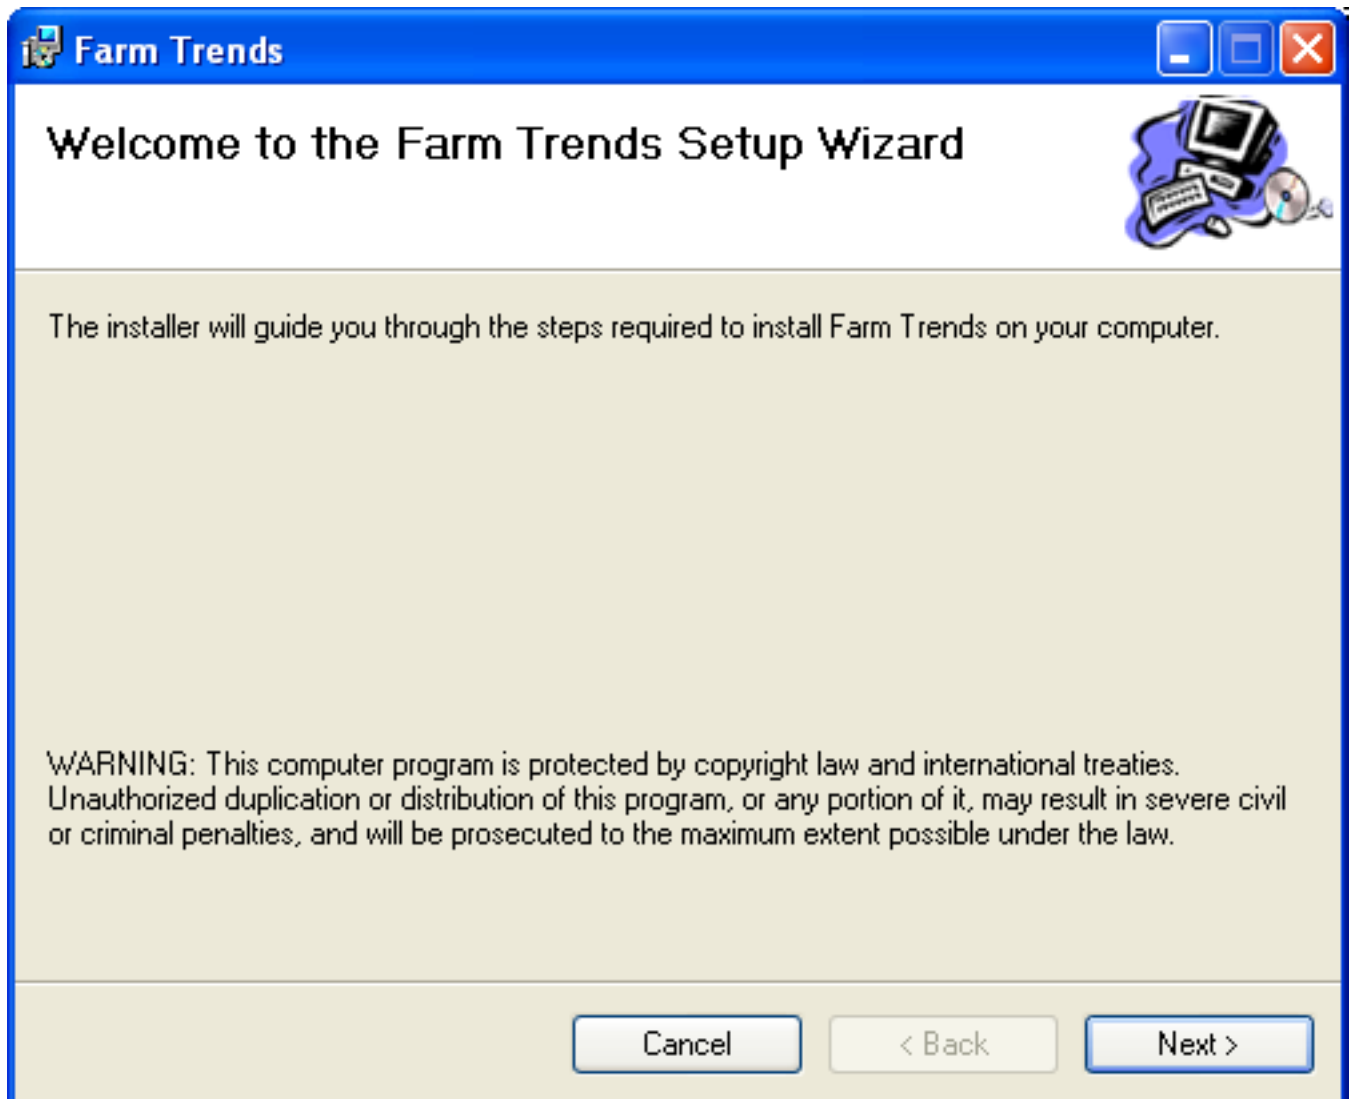 Farm Trends
Welcome to the Farm Trends Setup Wizard
The installer will guide you through the steps required to install Farm Trends on your computer.
WARNING: This computer program is protected by copyright law and international treaties.
Unauthorized duplication or distribution of this program, or any portion of it, may result in severe civil
or criminal penalties, and will be prosecuted to the maximum extent possible under the law.
Cancel
< Back
Next >